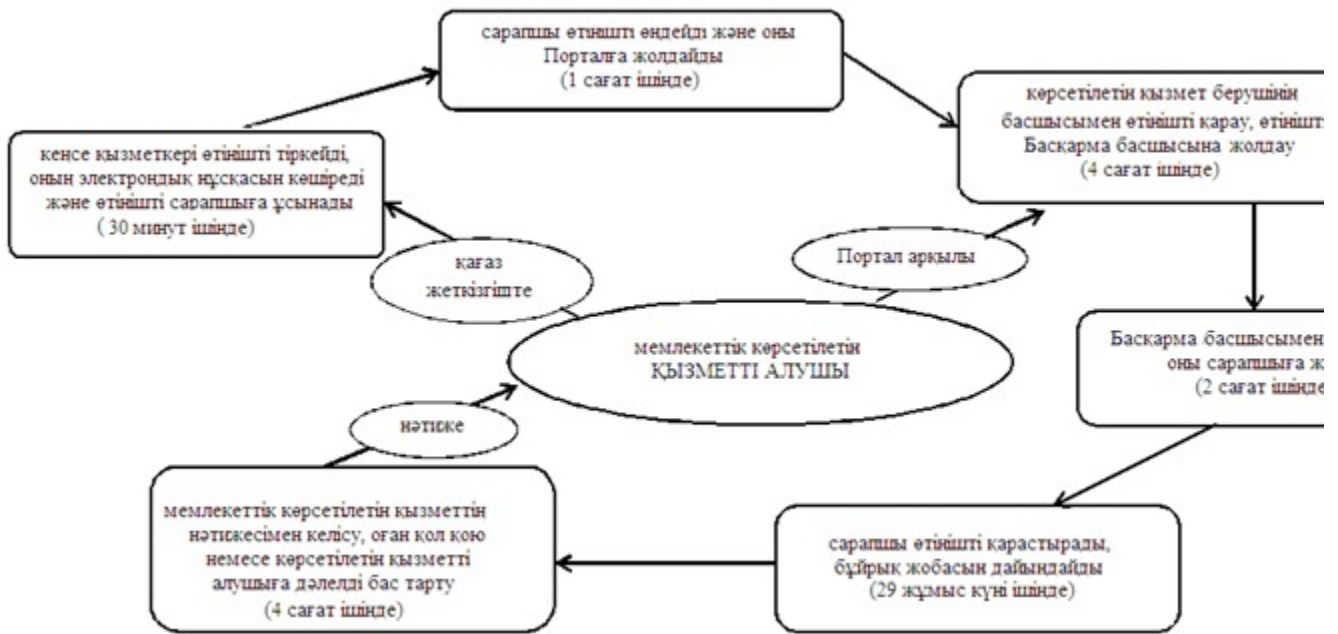 сарапшы өтінішті өңдейді және оны
Порталға жолдайды
(1 сағат ішінде)
көрсетілетін қызмет берушінің
басшысымен өтінішті қарау, өтінішті
Басқарма басшысына жолдау
(4 сағат ішінде)
кеңсе қызметкері өтінішті тіркейді,
оның электрондық нұсқасын көшіреді
және өтінішті сарапшыға ұсынады
( 30 минут ішінде)
қағаз
жеткізгіште
Портал арқылы
мемлекеттік көрсетілетін
ҚЫЗМЕТТІ АЛУШЫ
Басқарма басшысымен
оны сарапшыға
(2 сағат ішінде
нәтиже
мемлекеттік көрсетілетін қызметтің
нәтижесімен келісу, оған қол қою
немесе көрсетілетін қызметті
алушыға дәлелді бас тарту
(4 сағат ішінде)
сарапшы өтінішті қарастырады,
бұйрық жобасын дайындайды
(29 жұмыс күні ішінде)